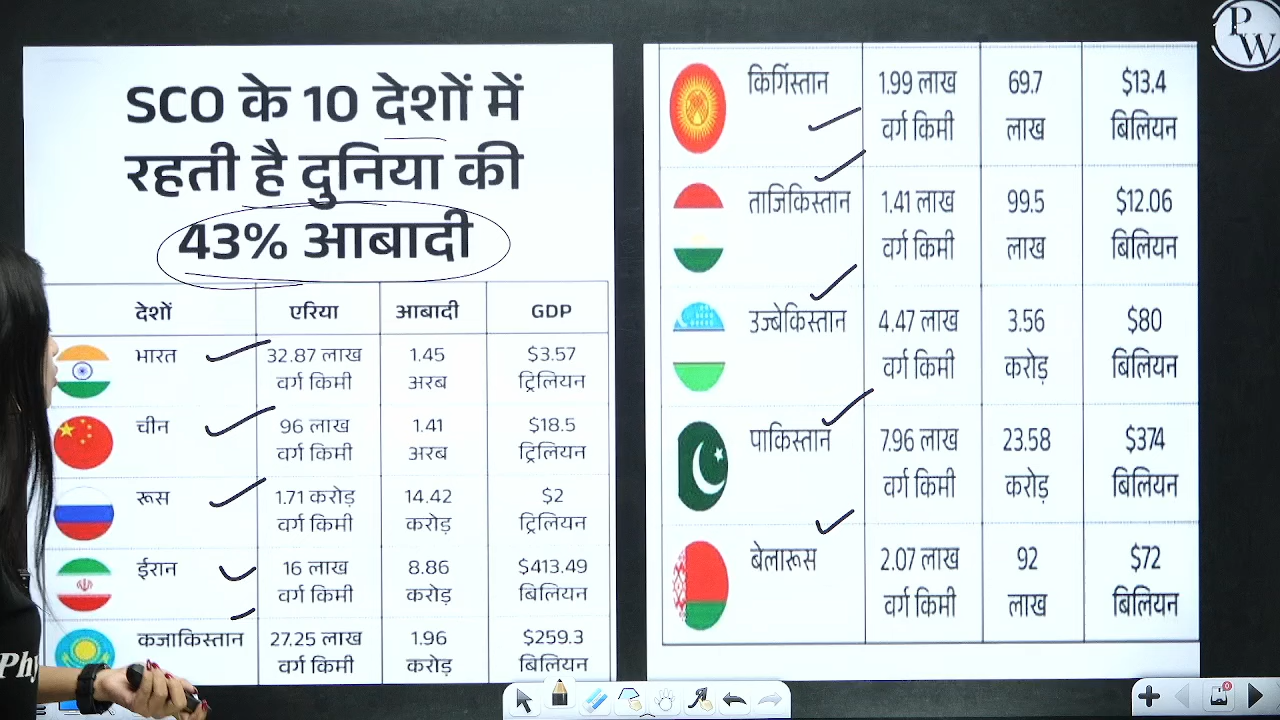 SCO के 10 देशों में
रहती है दुनिया की
43% आबादी
देशों एरिया आबादी GDP
भारत 32.87 लाख वर्ग किमी 1.45 अरब $3.57 ट्रिलियन
चीन 96 लाख वर्ग किमी 1.41 अरब $18.5 ट्रिलियन
रूस 1.71 करोड़ वर्ग किमी 14.42 करोड़ $2 ट्रिलियन
ईरान 16 लाख वर्ग किमी 8.86 करोड़ $413.49 बिलियन
कजाकिस्तान 27.25 लाख वर्ग किमी 1.96 करोड़ $259.3 बिलियन
किर्गिस्तान 1.99 लाख वर्ग किमी 69.7 लाख $13.4 बिलियन
ताजिकिस्तान 1.41 लाख वर्ग किमी 99.5 लाख $12.06 बिलियन
उज्बेकिस्तान 4.47 लाख वर्ग किमी 3.56 करोड़ $80 बिलियन
पाकिस्तान 7.96 लाख वर्ग किमी 23.58 करोड़ $374 बिलियन
बेलारूस 2.07 लाख वर्ग किमी 92 लाख $72 बिलियन
PW
Phy